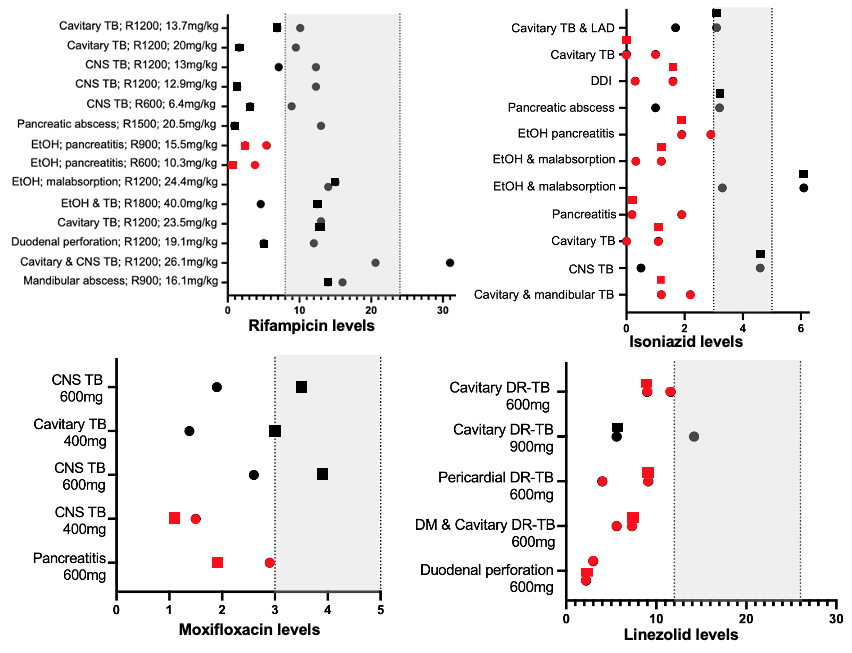 Cavitary TB; R1200; 13.7mg/kg
Cavitary TB; R1200; 20mg/kg
CNS TB; R1200; 13mg/kg
CNS TB; R1200; 12.9mg/kg
CNS TB; R600; 6.4mg/kg
Pancreatic abscess; R1500; 20.5mg/kg
EtOH; pancreatitis; R900; 15.5mg/kg
EtOH; pancreatitis; R600; 10.3mg/kg
EtOH; malabsorption; R1200; 24.4mg/kg
EtOH & TB; R1800; 40.0mg/kg
Cavitary TB; R1200; 23.5mg/kg
Duodenal perforation; R1200; 19.1mg/kg
Cavitary & CNS TB; R1200; 26.1mg/kg
Mandibular abscess; R900; 16.1mg/kg
0 10 20 30
Rifampicin levels
Cavitary TB & LAD
Cavitary TB
DDI
Pancreatic abscess
EtOH pancreatitis
EtOH & malabsorption
EtOH & malabsorption
Pancreatitis
Cavitary TB
CNS TB
Cavitary & mandibular TB
0 2 4 6
Isoniazid levels
CNS TB
600mg
Cavitary TB
400mg
CNS TB
600mg
CNS TB
400mg
Pancreatitis
600mg
0 1 2 3 4 5
Moxifloxacin levels
Cavitary DR-TB
600mg
Cavitary DR-TB
900mg
Pericardial DR-TB
600mg
DM & Cavitary DR-TB
600mg
Duodenal perforation
600mg
0 10 20 30
Linezolid levels